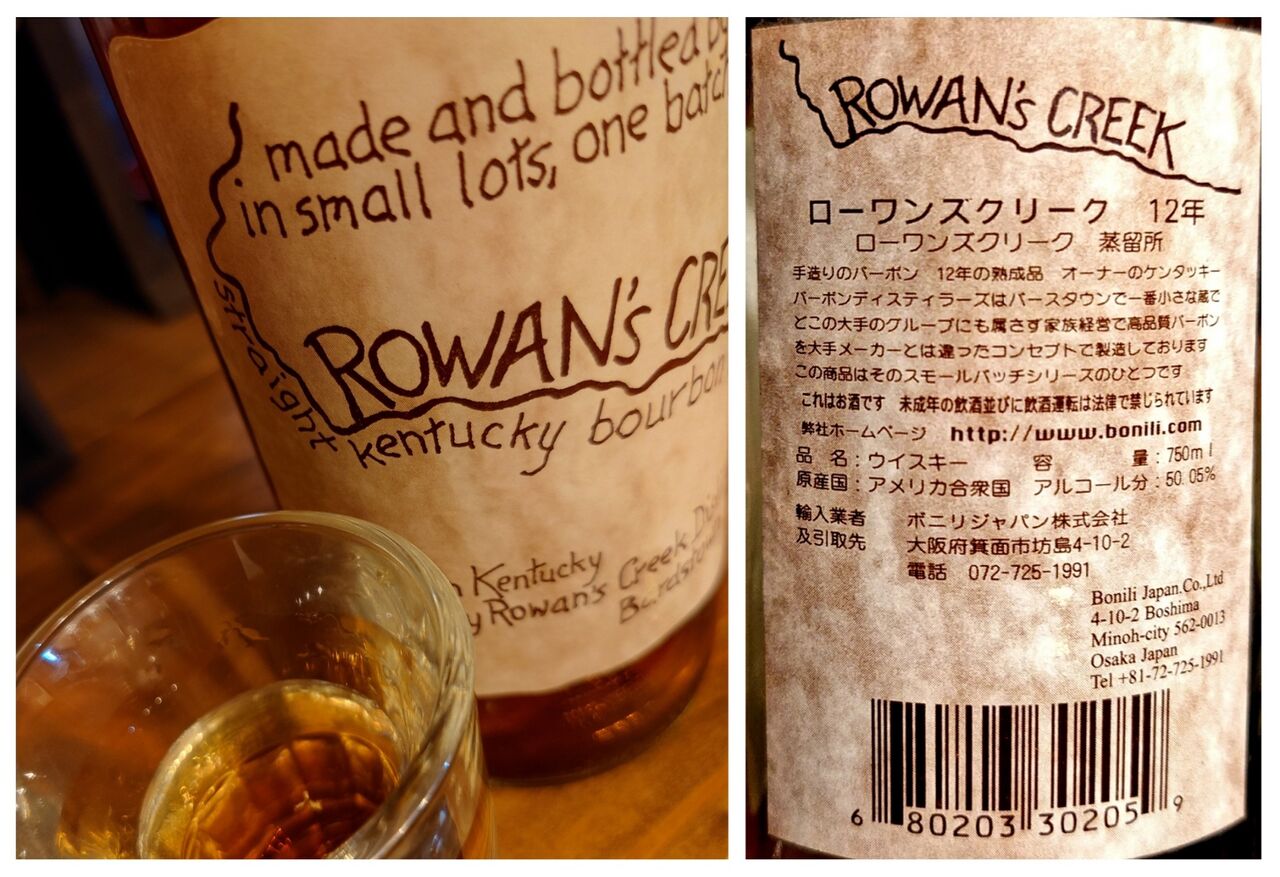 made and bottled by
in small lots, one batch
ROWAN's CRE
straight kentucky bourbon
Kentucky
y Rowan's Creek
ROWAN's CREEK
ローワンズクリーク 12年
ローワンズクリーク 蒸留所
手造りのバーボン 12年の熟成品 オーナーのケンタッキー
バーボンディスティラーズはバースタウンで一番小さな蔵で
どこの大手のグループにも属さず家族経営で高品質バーボン
を大手メーカーとは違ったコンセプトで製造しております
この商品はそのスモールバッチシリーズのひとつです
これはお酒です 未成年の飲酒並びに飲酒運転は法律で禁じられています
弊社ホームページ http://www.bonili.com
品 名：ウイスキー 容 量：750ml
原産国：アメリカ合衆国 アルコール分：50.05%
輸入業者 ボニリジャパン株式会社
及引取先 大阪府箕面市坊島4-10-2
電話 072-725-1991
Bonili Japan.Co.,Ltd
4-10-2 Boshima
Minoh-city 562-0013
Osaka Japan
Tel +81-72-725-1991
6 80203 30205 9